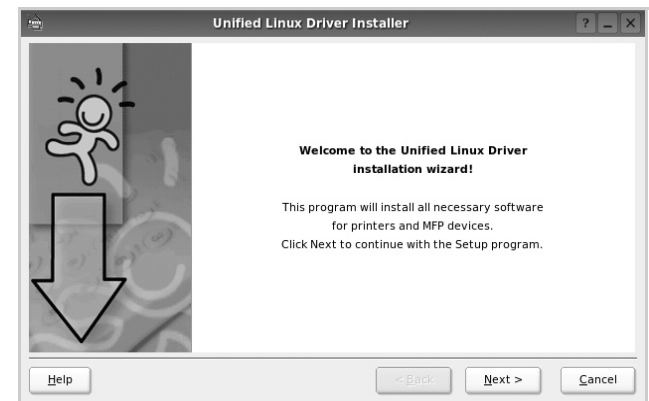 Unified Linux Driver Installer
Welcome to the Unified Linux Driver
installation wizard!
This program will install all necessary software
for printers and MFP devices.
Click Next to continue with the Setup program.
Help
< Back
Next >
Cancel